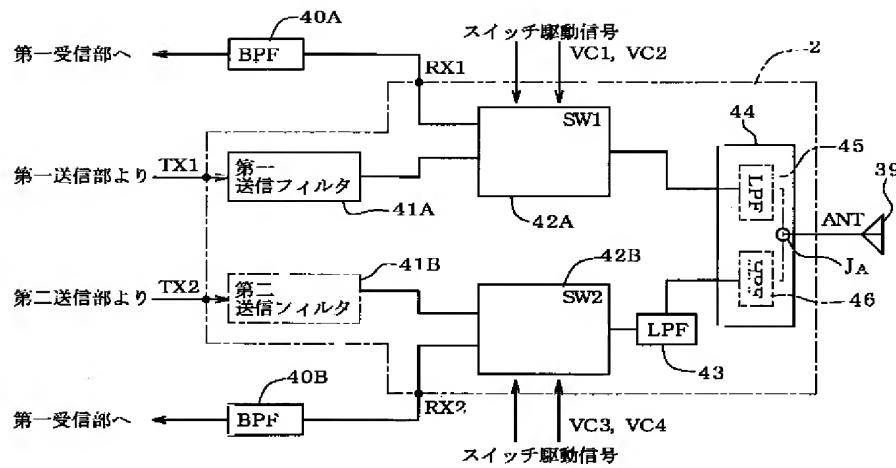 40A
スイッチ駆動信号
第一受信部へ
BPF
VC1, VC2
RX1
2
SW1
44
45
39
第一送信部より
TX1
第一
送信フィルタ
LPF
41A
42A
ANT
JA
41B
42B
第二送信部より
TX2
第二
送信フィルタ
SW2
LPF
46
43
40B
RX2
第一受信部へ
BPF
VC3, VC4
スイッチ駆動信号